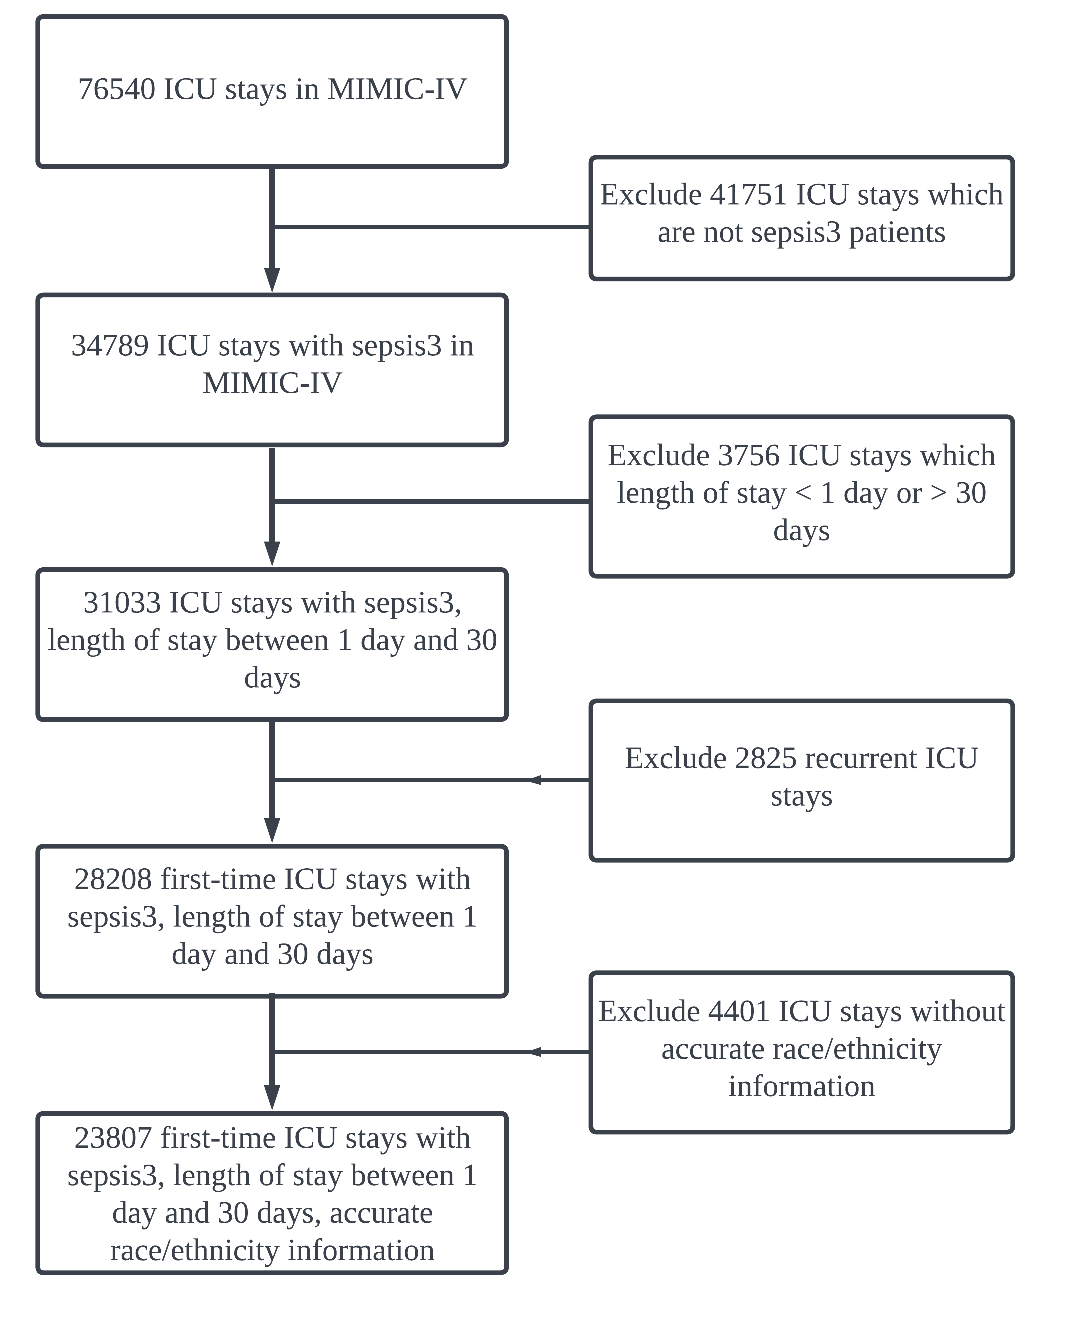 76540 ICU stays in MIMIC-IV
Exclude 41751 ICU stays which
are not sepsis3 patients
34789 ICU stays with sepsis3 in
MIMIC-IV
Exclude 3756 ICU stays which
length of stay < 1 day or > 30
days
31033 ICU stays with sepsis3,
length of stay between 1 day and 30
days
Exclude 2825 recurrent ICU
stays
28208 first-time ICU stays with
sepsis3, length of stay between 1
day and 30 days
Exclude 4401 ICU stays without
accurate race/ethnicity
information
23807 first-time ICU stays with
sepsis3, length of stay between 1
day and 30 days, accurate
race/ethnicity information